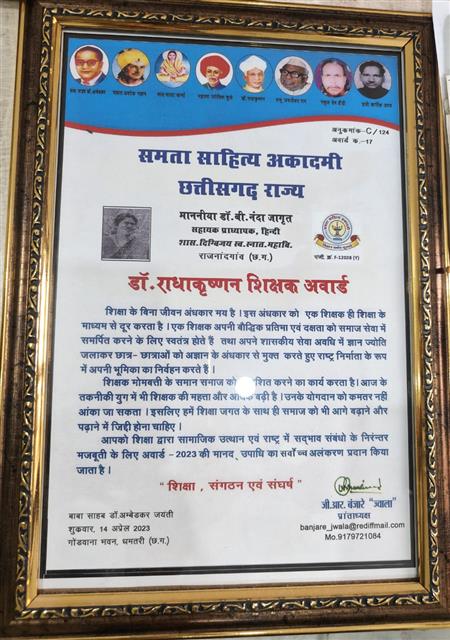 अनुक्रमांक-C/124
अवार्ड क.-17
समता साहित्य अकादमी
छत्तीसगढ़ राज्य
माननीया डॉ.बी.नंदा जागृत
सहायक प्राध्यापक, हिन्दी
शास.दिग्विजय स्व.स्नात.महावि.
राजनांदगांव (छ.ग.)
पंजी. क्रं. F-12028 (Y)
डॉ.राधाकृष्णन शिक्षक अवार्ड
शिक्षा के बिना जीवन अंधकार मय है। इस अंधकार को एक शिक्षक ही शिक्षा के
माध्यम से दूर करता है। एक शिक्षक अपनी बौद्धिक प्रतिमा एवं दक्षता को समाज सेवा में
समर्पित करने के लिए स्वतंत्र होते हैं तथा अपने शासकीय सेवा अवधि में ज्ञान ज्योति
जलाकर छात्र- छात्राओं को अज्ञान के अंधकार से मुक्त करते हुए राष्ट्र निर्माता के रूप
में अपनी भूमिका का निर्वहन करते हैं।
शिक्षक मोमबत्ती के समान समाज को शित करने का कार्य करता है। आज के
तकनीकी युग में भी शिक्षक की महत्ता और बढ़ी है। उनके योगदान को कमतर नहीं
आंका जा सकता। इसलिए हमें शिक्षा जगत के साथ ही समाज को भी आगे बढ़ाने और
पढ़ाने में जिद्दी होना चाहिए।
आपको शिक्षा द्वारा सामाजिक उत्थान एवं राष्ट्र में सद्भाव संबंधो के निरंन्तर
मजबूती के लिए अवार्ड -2023 की मानद उपाधि का सर्वोच्च अलंकरण प्रदान किया
जाता है।
"शिक्षा, संगठन एवं संघर्ष"
जी.आर. बंजारे "ज्वाला"
प्रांताध्यक्ष
banjare_jwala@rediffmail.com
Mo.9179721084
बाबा साहब डॉ.अम्बेडकर जयंती
शुकवार, 14 अप्रेल 2023
गोंडवाना भवन, धमतरी (छ.ग.)